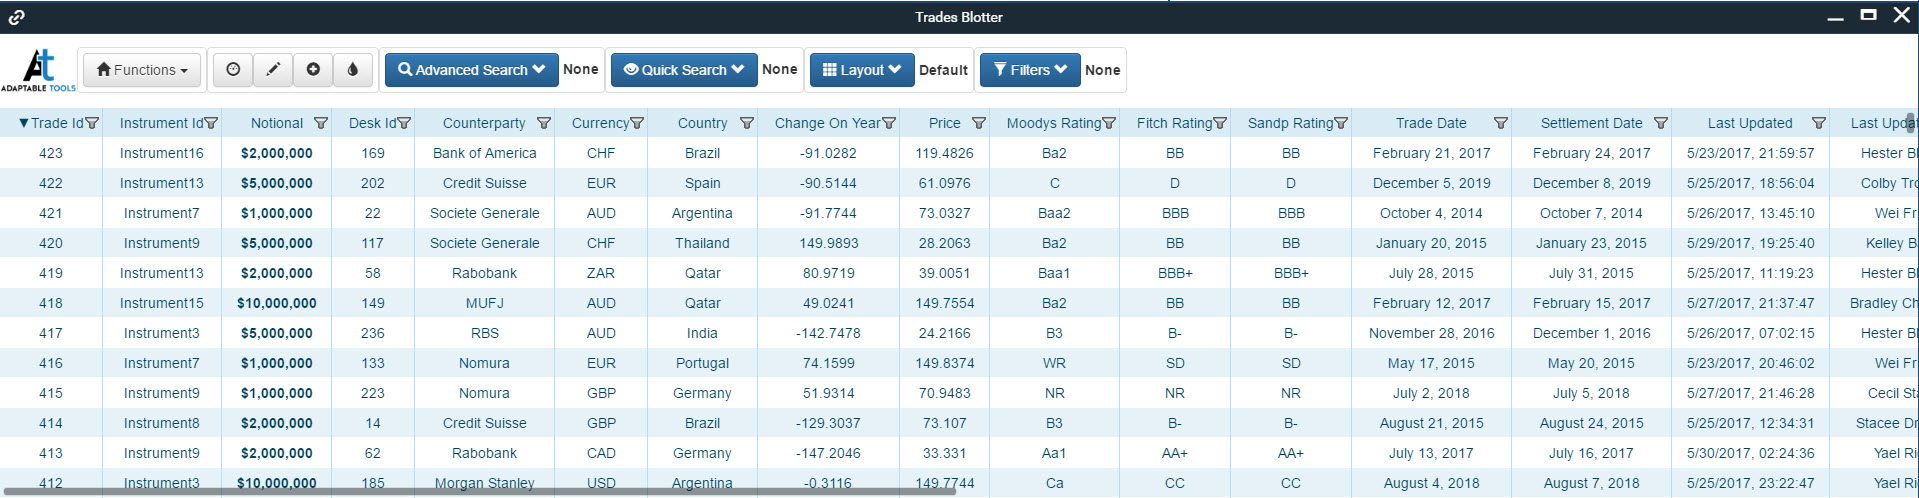 Trades Blotter
At
ADAPTABLE TOOLS
Functions Advanced Search None Quick Search None Layout Default Filters None
▼Trade Id Instrument Id Notional Desk Id Counterparty Currency Country Change On Year Price Moodys Rating Fitch Rating Sandp Rating Trade Date Settlement Date Last Updated Last Updat
423 Instrument16 $2,000,000 169 Bank of America CHF Brazil -91.0282 119.4826 Ba2 BB BB February 21, 2017 February 24, 2017 5/23/2017, 21:59:57 Hester Bl
422 Instrument13 $5,000,000 202 Credit Suisse EUR Spain -90.5144 61.0976 C D D December 5, 2019 December 8, 2019 5/25/2017, 18:56:04 Colby Tro
421 Instrument7 $1,000,000 22 Societe Generale AUD Argentina -91.7744 73.0327 Baa2 BBB BBB October 4, 2014 October 7, 2014 5/26/2017, 13:45:10 Wei Fr
420 Instrument9 $5,000,000 117 Societe Generale CHF Thailand 149.9893 28.2063 Ba2 BB BB January 20, 2015 January 23, 2015 5/29/2017, 19:25:40 Kelley B
419 Instrument13 $2,000,000 58 Rabobank ZAR Qatar 80.9719 39.0051 Baa1 BBB+ BBB+ July 28, 2015 July 31, 2015 5/25/2017, 11:19:23 Hester Bl
418 Instrument15 $10,000,000 149 MUFJ AUD Qatar 49.0241 149.7554 Ba2 BB BB February 12, 2017 February 15, 2017 5/27/2017, 21:37:47 Bradley Ch
417 Instrument3 $5,000,000 236 RBS AUD India -142.7478 24.2166 B3 B- B- November 28, 2016 December 1, 2016 5/26/2017, 07:02:15 Hester Bl
416 Instrument7 $1,000,000 133 Nomura EUR Portugal 74.1599 149.8374 WR SD SD May 17, 2015 May 20, 2015 5/23/2017, 20:46:02 Wei Fr
415 Instrument9 $1,000,000 223 Nomura GBP Germany 51.9314 70.9483 NR NR NR July 2, 2018 July 5, 2018 5/27/2017, 21:46:28 Cecil Sta
414 Instrument8 $2,000,000 14 Credit Suisse GBP Brazil -129.3037 73.107 B3 B- B- August 21, 2015 August 24, 2015 5/25/2017, 12:34:31 Stacee Dr
413 Instrument9 $2,000,000 62 Rabobank CAD Germany -147.2046 33.331 Aa1 AA+ AA+ July 13, 2017 July 16, 2017 5/30/2017, 02:24:36 Yael Ri
412 Instrument3 $10,000,000 185 Morgan Stanley USD Argentina -0.3116 149.7744 Ca CC CC August 4, 2018 August 7, 2018 5/25/2017, 23:22:47 Yael Ri